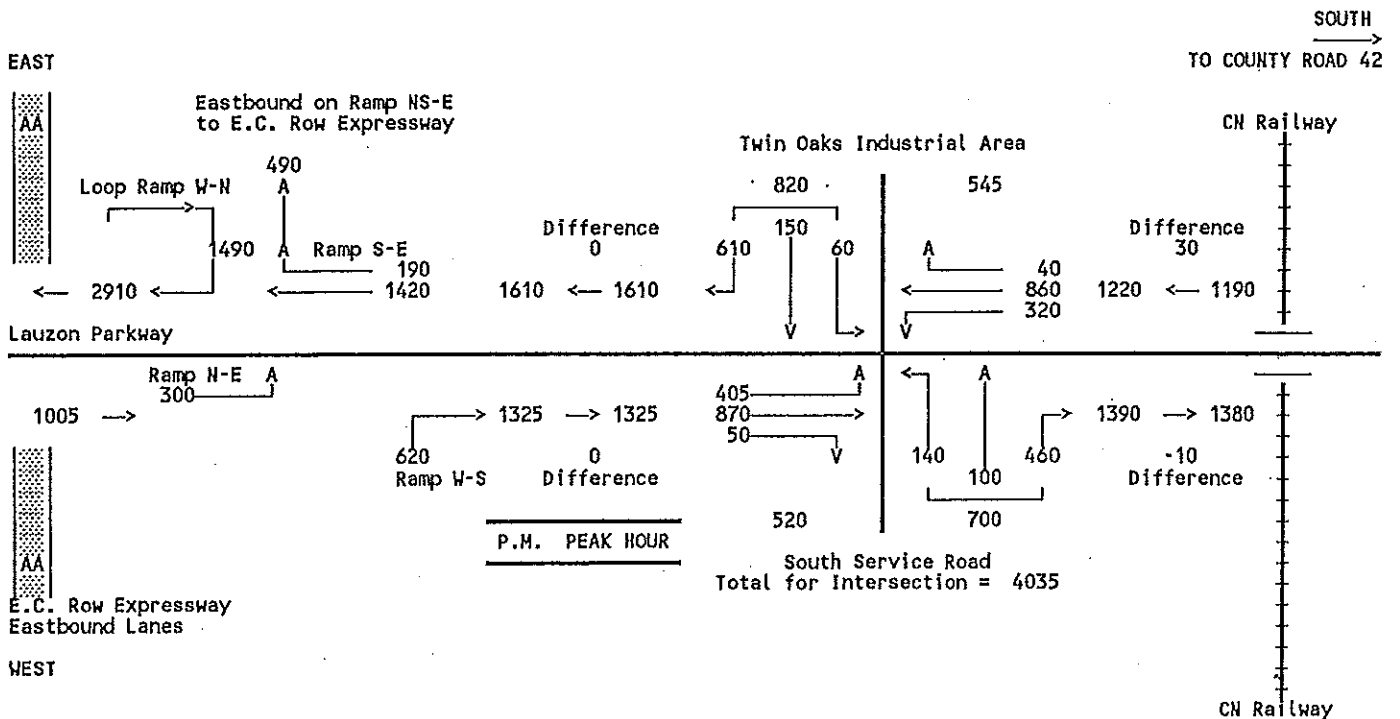 SOUTH
EAST
TO COUNTY ROAD 42
Eastbound on Ramp NS-E
to E.C. Row Expressway
AA
CN Railway
Twin Oaks Industrial Area
490
Loop Ramp W-N
A
820
545
Difference
0
150
Difference
30
1490
A
Ramp S-E
610
60
A
190
40
2910
1420
1610
1610
860
1220
1190
320
V
V
Lauzon Parkway
Ramp N-E
A
A
A
300
405
1005
1325
1325
870
1390
1380
50
V
620
0
140
460
-10
Ramp W-S
Difference
100
Difference
520
700
P.M. PEAK HOUR
AA
South Service Road
Total for Intersection = 4035
E.C. Row Expressway
Eastbound Lanes
WEST
CN Railway